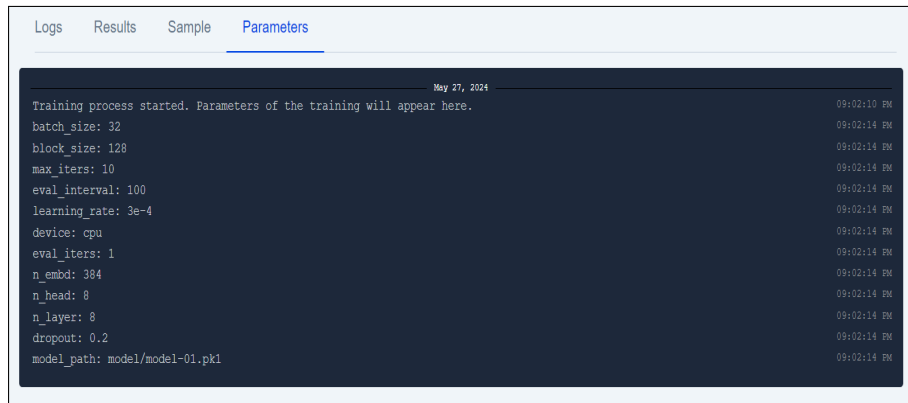 Logs Results Sample Parameters
May 27, 2024
Training process started. Parameters of the training will appear here. 09:02:10 PM
batch_size: 32 09:02:14 PM
block_size: 128 09:02:14 PM
max_iters: 10 09:02:14 PM
eval_interval: 100 09:02:14 PM
learning_rate: 3e-4 09:02:14 PM
device: cpu 09:02:14 PM
eval_iters: 1 09:02:14 PM
n_embd: 384 09:02:14 PM
n_head: 8 09:02:14 PM
n_layer: 8 09:02:14 PM
dropout: 0.2 09:02:14 PM
model_path: model/model-01.pk1 09:02:14 PM